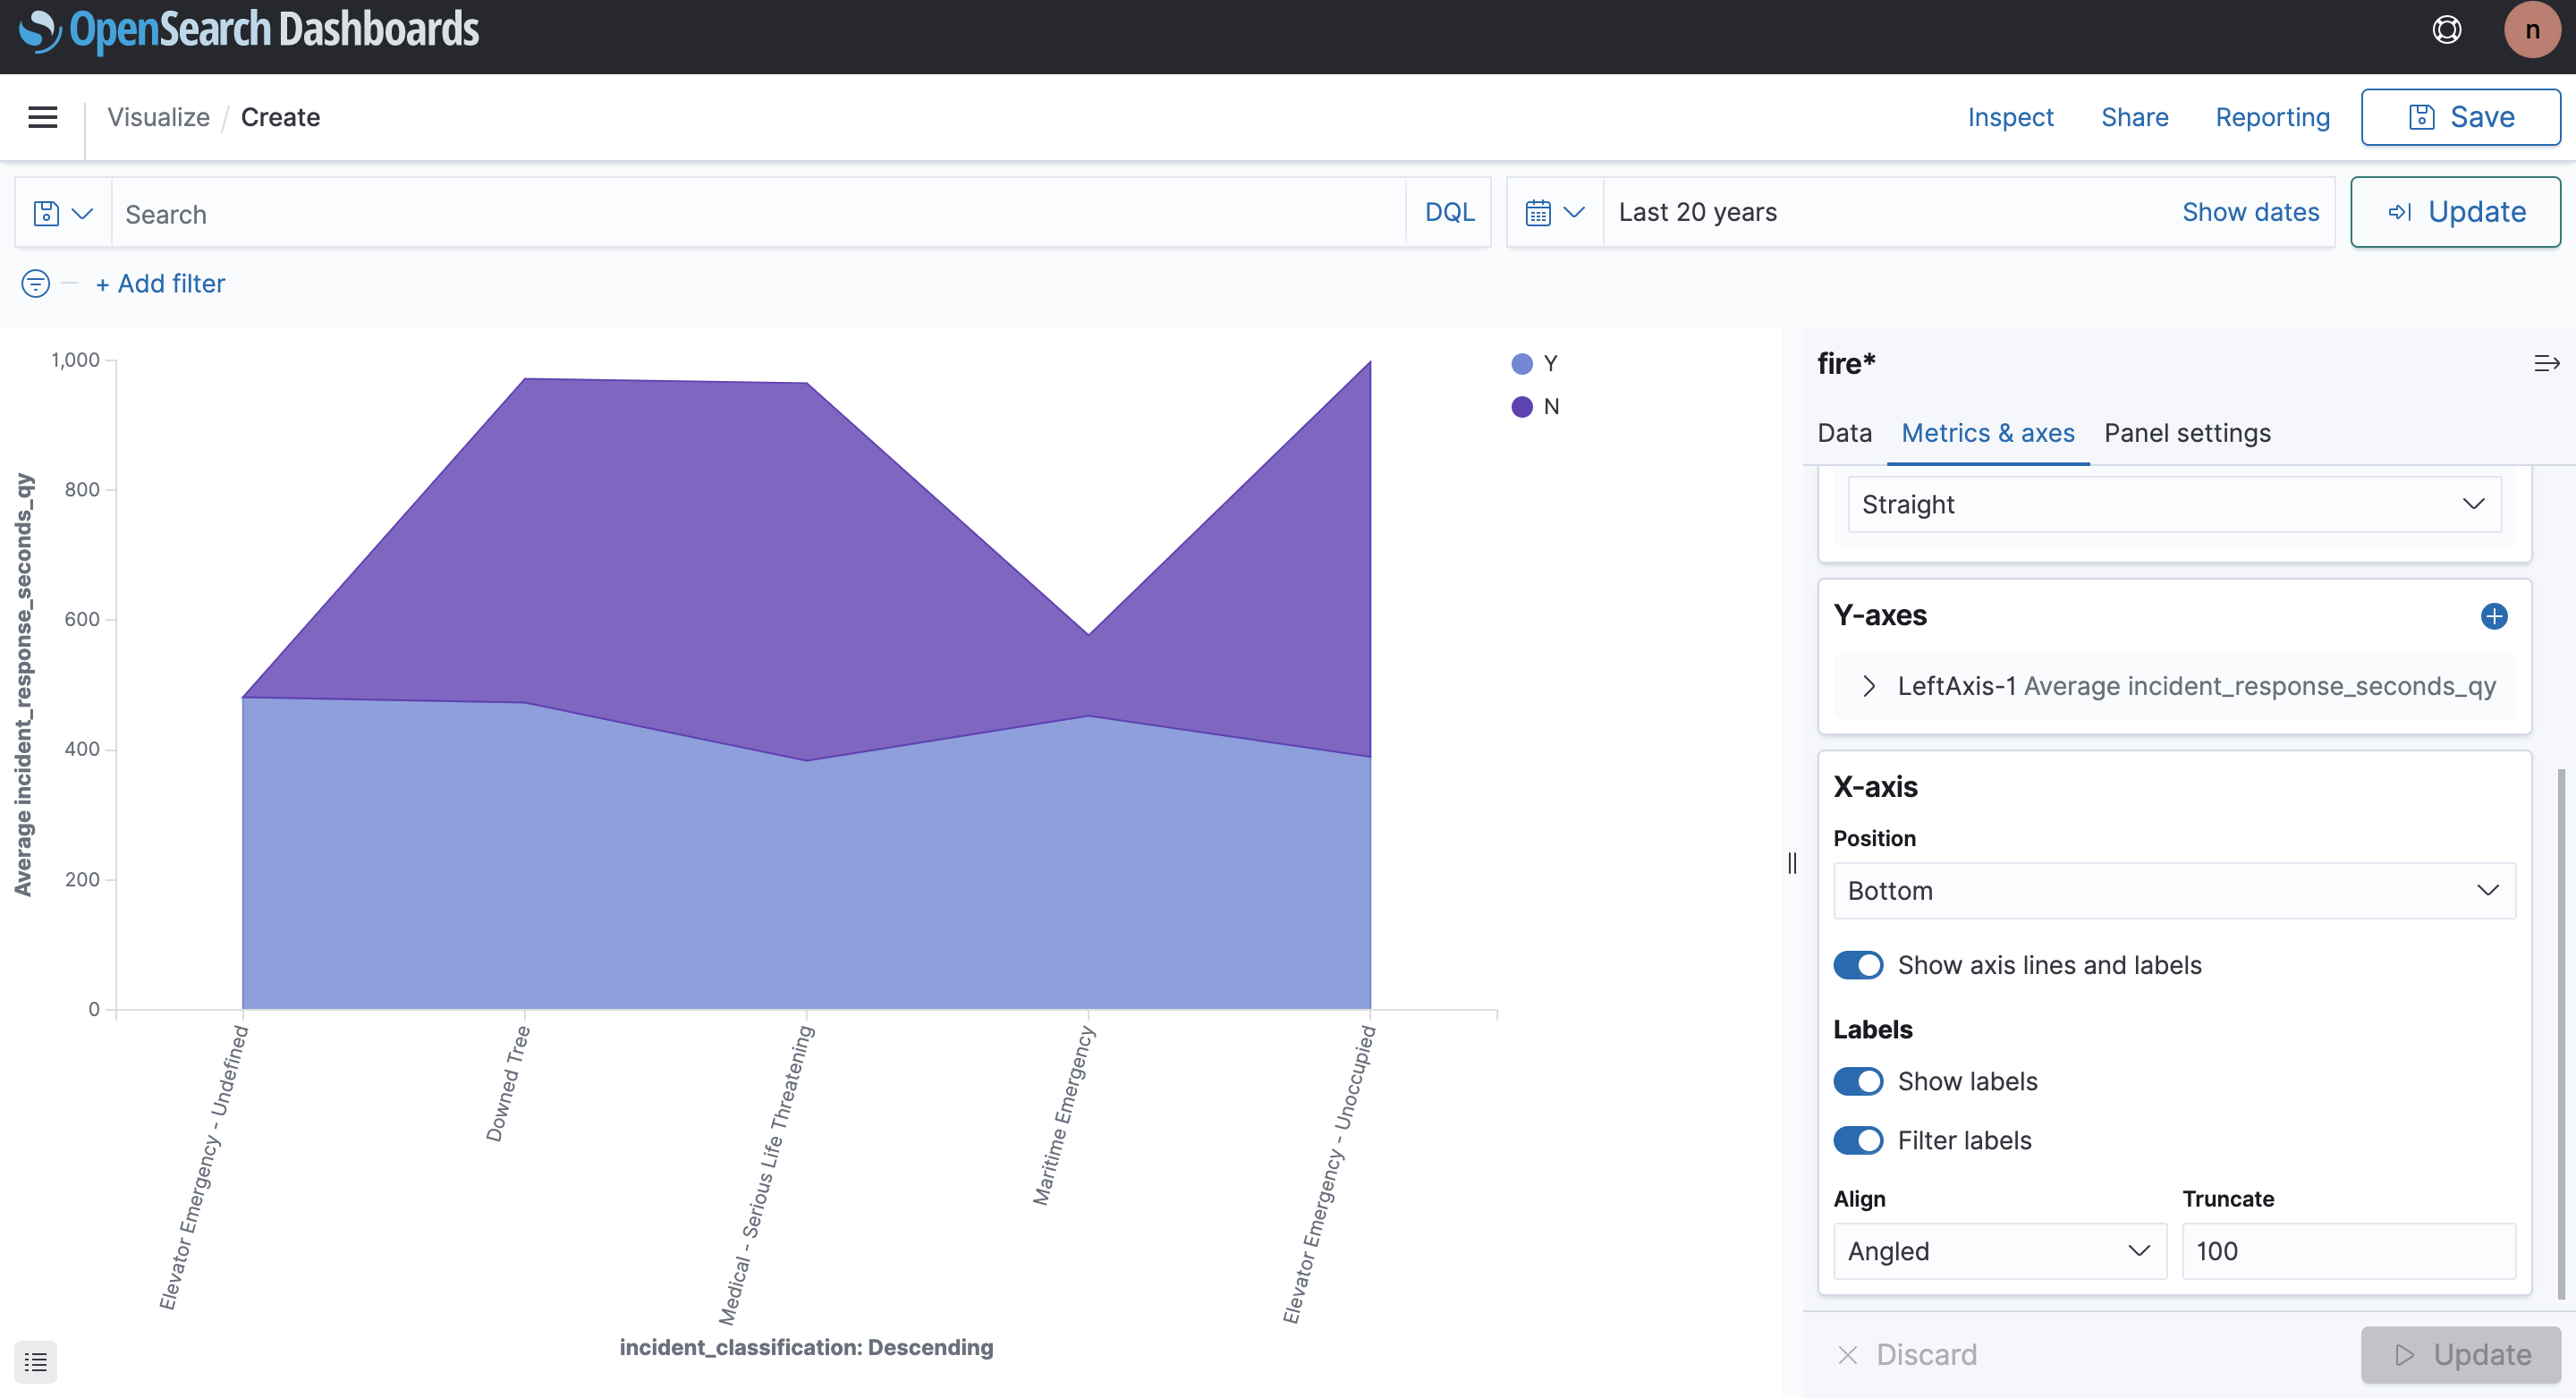 OpenSearch Dashboards
n
Visualize / Create
Inspect Share Reporting Save
Search DQL Last 20 years Show dates Update
+ Add filter
1,000
800
600
400
200
0
Average incident_response_seconds_qy
Y
N
Elevator Emergency - Undefined
Downed Tree
Medical - Serious Life Threatening
Maritime Emergency
Elevator Emergency - Unoccupied
incident_classification: Descending
fire*
Data Metrics & axes Panel settings
Straight
Y-axes
LeftAxis-1 Average incident_response_seconds_qy
X-axis
Position
Bottom
Show axis lines and labels
Labels
Show labels
Filter labels
Align Truncate
Angled 100
Discard Update